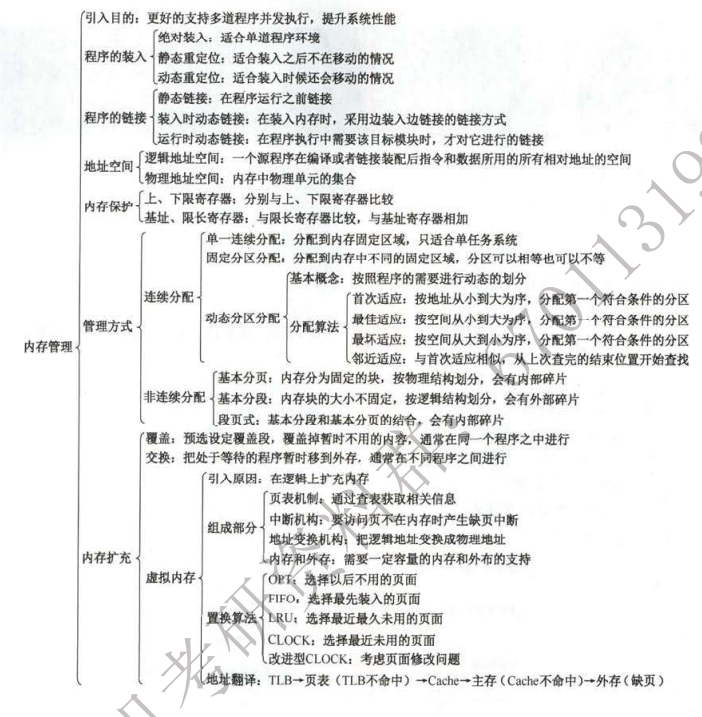 引入目的：更好的支持多道程序并发执行，提升系统性能
绝对装入：适合单道程序环境
程序的装入
静态重定位：适合装入之后不在移动的情况
动态重定位：适合装入时候还会移动的情况
静态链接：在程序运行之前链接
程序的链接
装入时动态链接：在装入内存时，采用边装入边链接的链接方式
运行时动态链接：在程序执行中需要该目标模块时，才对它进行的链接
地址空间
逻辑地址空间：一个源程序在编译或者链接装配后指令和数据所用的所有相对地址的空间
物理地址空间：内存中物理单元的集合
内存保护
上、下限寄存器：分别与上、下限寄存器比较
基址、限长寄存器：与限长寄存器比较，与基址寄存器相加
单一连续分配：分配到内存固定区域，只适合单任务系统
固定分区分配：分配到内存中不同的固定区域，分区可以相等也可以不等
基本概念：按照程序的需要进行动态的划分
连续分配
首次适应：按地址从小到大为序，分配第一个符合条件的分区
动态分区分配
分配算法
最佳适应：按空间从小到大为序，分配第一个符合条件的分区
管理方式
最坏适应：按空间从大到小为序，分配第一个符合条件的分区
内存管理
邻近适应：与首次适应相似，从上次查完的结束位置开始查找
基本分页：内存分为固定的块，按物理结构划分，会有内部碎片
非连续分配
基本分段：内存块的大小不固定，按逻辑结构划分，会有外部碎片
段页式：基本分段和基本分页的结合，会有内部碎片
覆盖：预选设定覆盖段，覆盖掉暂时不用的内容，通常在同一个程序之中进行
交换：把处于等待的程序暂时移到外存，通常在不同程序之间进行
引入原因：在逻辑上扩充内存
页表机制：通过查表获取相关信息
组成部分
中断机构：要访问页不在内存时产生缺页中断
地址变换机构：把逻辑地址变换成物理地址
内存扩充
内存和外存：需要一定容量的内存和外布的支持
虚拟内存
OPT：选择以后不用的页面
FIFO：选择最先装入的页面
置换算法
LRU：选择最近最久未用的页面
CLOCK：选择最近未用的页面
改进型CLOCK：考虑页面修改问题
地址翻译：TLB→页表（TLB不命中）→Cache→主存（Cache不命中）→外存（缺页）
考研资料群：670113119